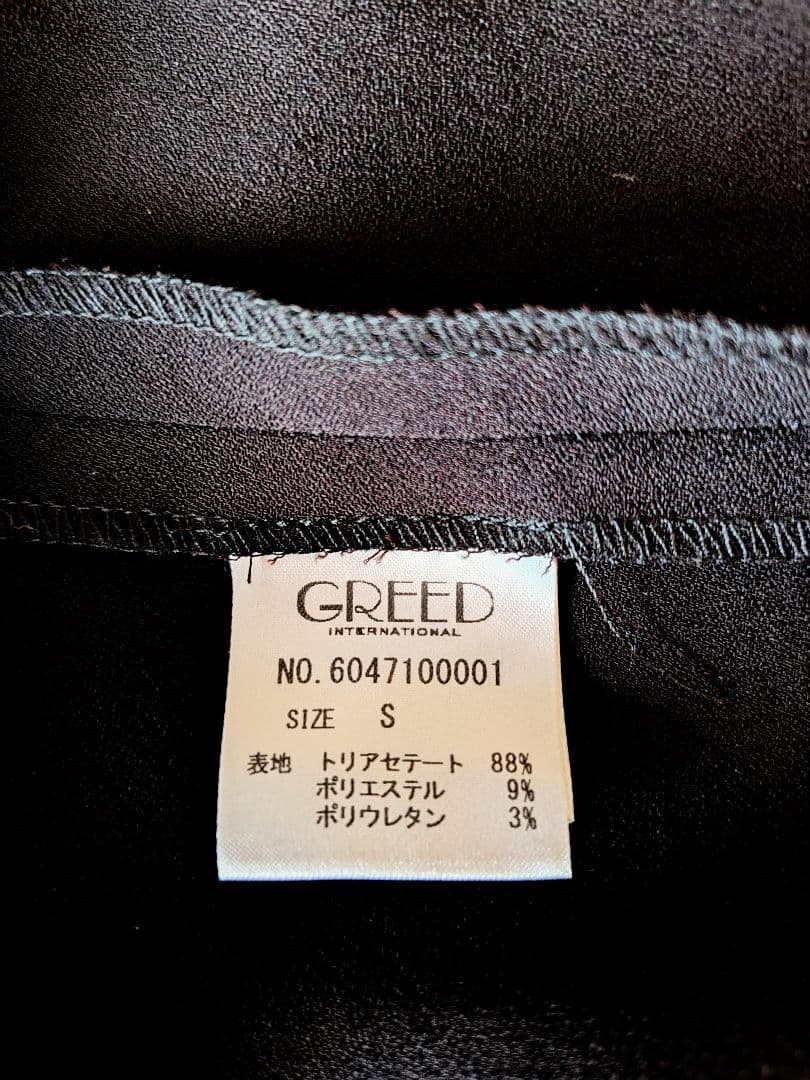 GREED
INTERNATIONAL
NO. 6047100001
SIZE S
表地 トリアセテート 88%
ポリエステル 9%
ポリウレタン 3%